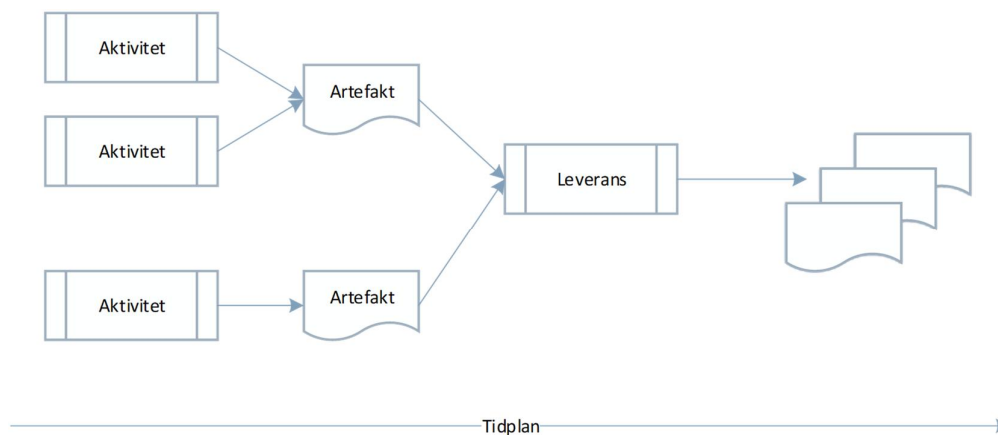 Aktivitet
Artefakt
Aktivitet
Leverans
Aktivitet
Artefakt
Tidplan